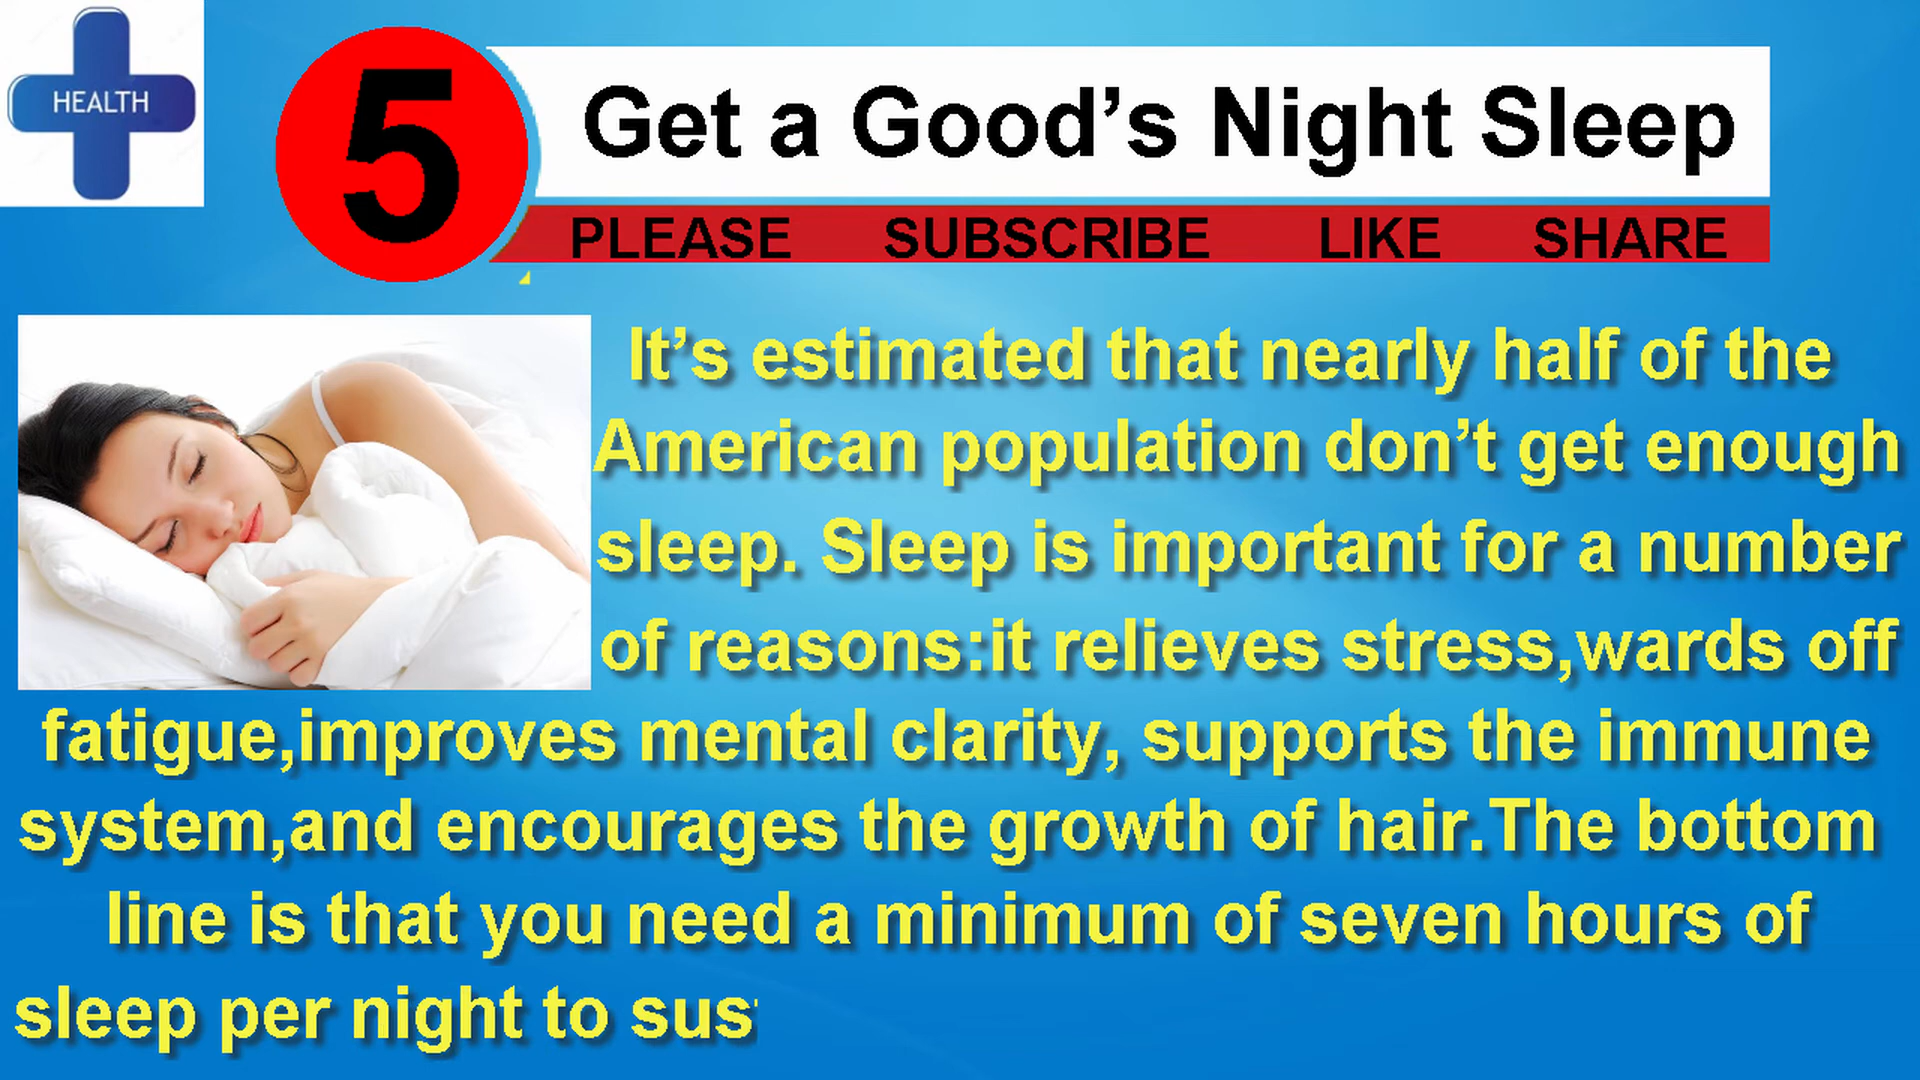 HEALTH
5
Get a Good’s Night Sleep
PLEASE SUBSCRIBE LIKE SHARE
It’s estimated that nearly half of the
American population don’t get enough
sleep. Sleep is important for a number
of reasons:it relieves stress,wards off
fatigue,improves mental clarity, supports the immune
system,and encourages the growth of hair.The bottom
line is that you need a minimum of seven hours of
sleep per night to